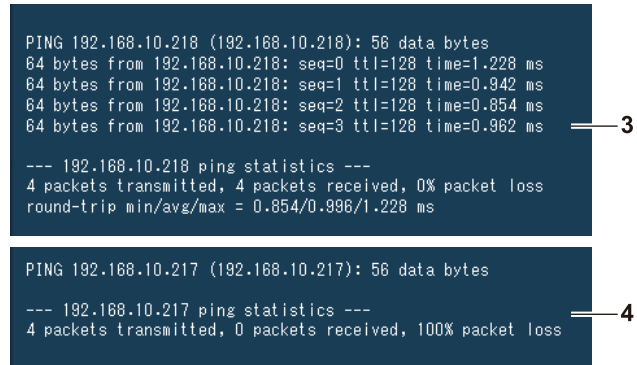 PING 192.168.10.218 (192.168.10.218): 56 data bytes
64 bytes from 192.168.10.218: seq=0 ttl=128 time=1.228 ms
64 bytes from 192.168.10.218: seq=1 ttl=128 time=0.942 ms
64 bytes from 192.168.10.218: seq=2 ttl=128 time=0.854 ms
64 bytes from 192.168.10.218: seq=3 ttl=128 time=0.962 ms
3
--- 192.168.10.218 ping statistics ---
4 packets transmitted, 4 packets received, 0% packet loss
round-trip min/avg/max = 0.854/0.996/1.228 ms
PING 192.168.10.217 (192.168.10.217): 56 data bytes
--- 192.168.10.217 ping statistics ---
4
4 packets transmitted, 0 packets received, 100% packet loss